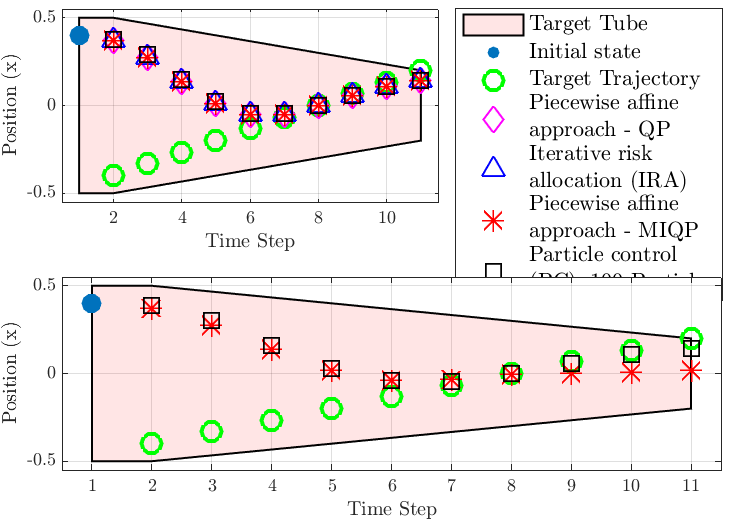 0.5
0
-0.5
Position (x)
2
4
6
8
10
Time Step
Target Tube
Initial state
Target Trajectory
Piecewise affine
approach - QP
Iterative risk
allocation (IRA)
Piecewise affine
approach - MIQP
Particle control
0.5
0
-0.5
Position (x)
1
2
3
4
5
6
7
8
9
10
11
Time Step